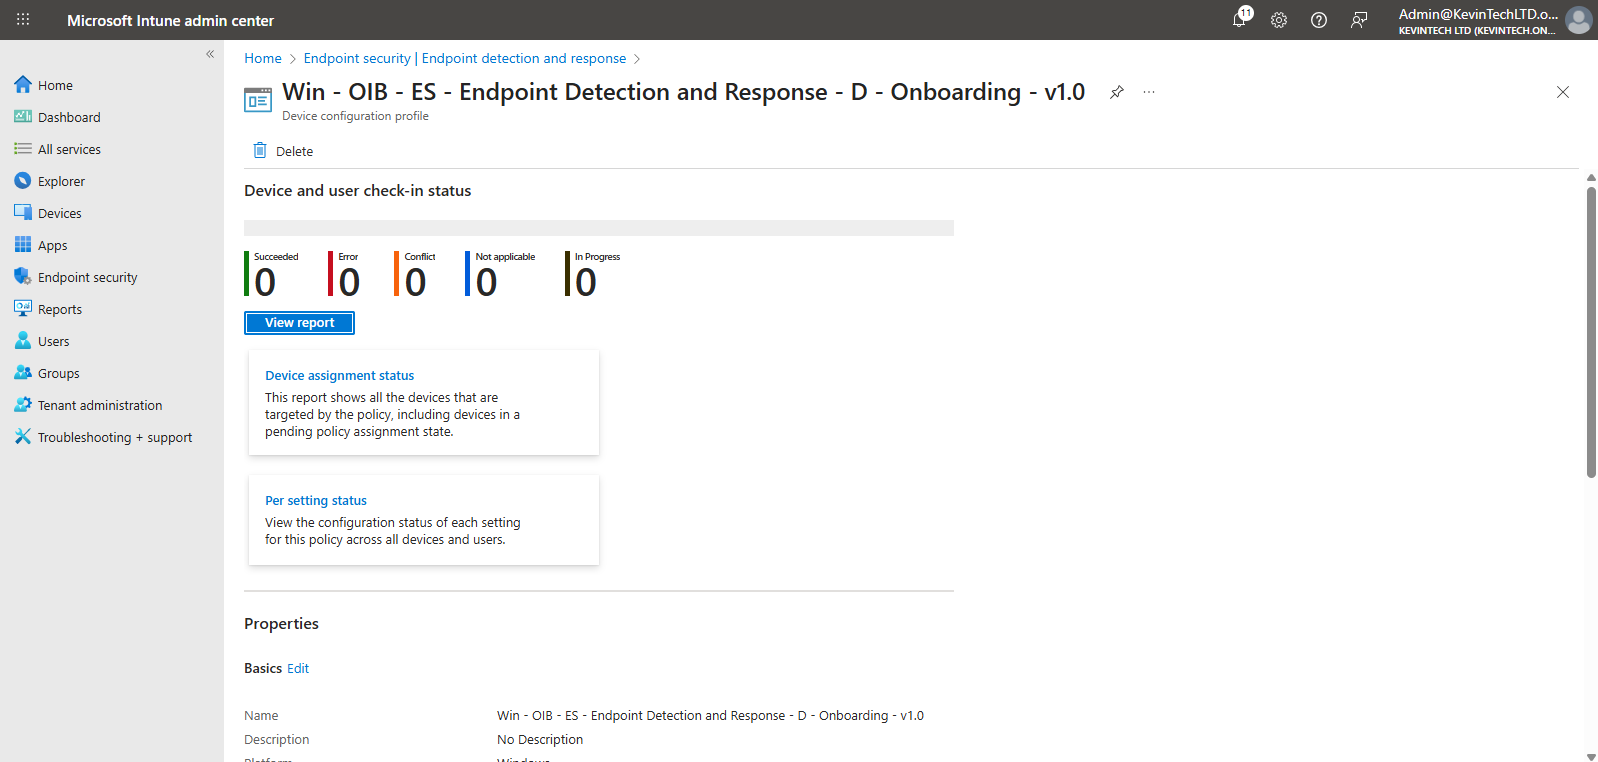 Microsoft Intune admin center
11
Admin@KevinTechLTD.o...
KEVINTECH LTD (KEVINTECH.ON...
«
Home
Dashboard
All services
Explorer
Devices
Apps
Endpoint security
Reports
Users
Groups
Tenant administration
Troubleshooting + support
Home > Endpoint security | Endpoint detection and response >
Win - OIB - ES - Endpoint Detection and Response - D - Onboarding - v1.0
...
Device configuration profile
Delete
Device and user check-in status
Succeeded
0
Error
0
Conflict
0
Not applicable
0
In Progress
0
View report
Device assignment status
This report shows all the devices that are
targeted by the policy, including devices in a
pending policy assignment state.
Per setting status
View the configuration status of each setting
for this policy across all devices and users.
Properties
Basics Edit
Name Win - OIB - ES - Endpoint Detection and Response - D - Onboarding - v1.0
Description No Description
Platform Windows